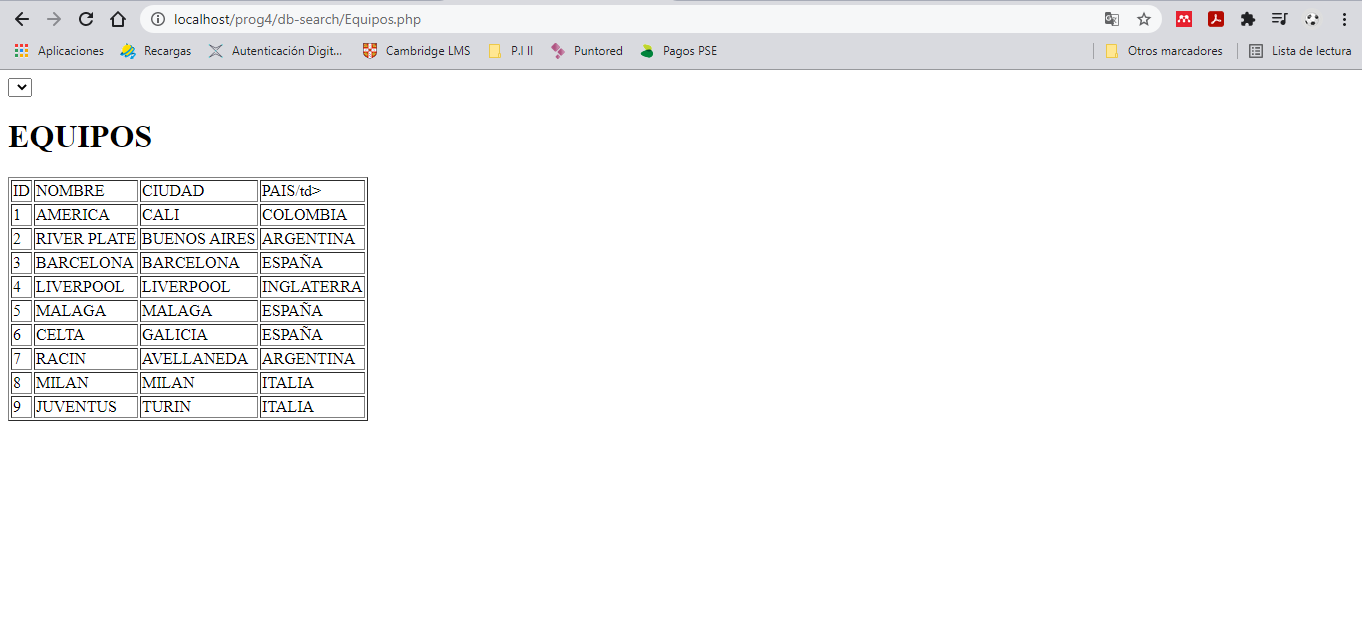 localhost/prog4/db-search/Equipos.php
Aplicaciones Recargas Autenticación Digit... Cambridge LMS P.I II Puntored Pagos PSE Otros marcadores Lista de lectura
EQUIPOS
ID NOMBRE CIUDAD PAIS/td>
1 AMERICA CALI COLOMBIA
2 RIVER PLATE BUENOS AIRES ARGENTINA
3 BARCELONA BARCELONA ESPAÑA
4 LIVERPOOL LIVERPOOL INGLATERRA
5 MALAGA MALAGA ESPAÑA
6 CELTA GALICIA ESPAÑA
7 RACIN AVELLANEDA ARGENTINA
8 MILAN MILAN ITALIA
9 JUVENTUS TURIN ITALIA